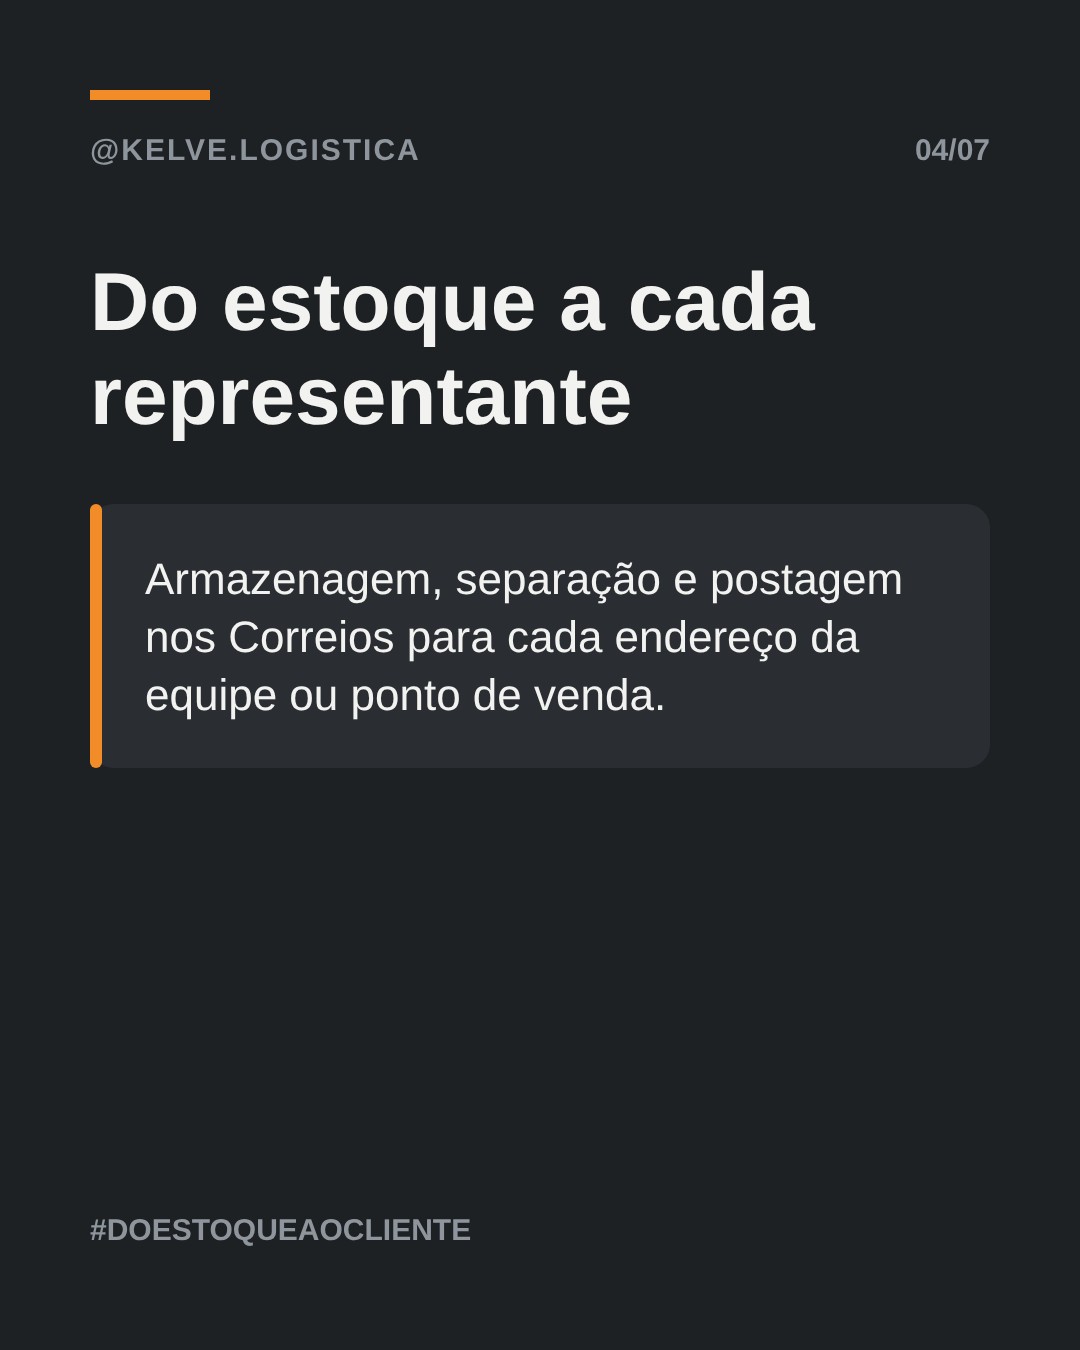 @KELVE.LOGISTICA
04/07
Do estoque a cada
representante
Armazenagem, separação e postagem
nos Correios para cada endereço da
equipe ou ponto de venda.
#DOESTOQUEAOCLIENTE